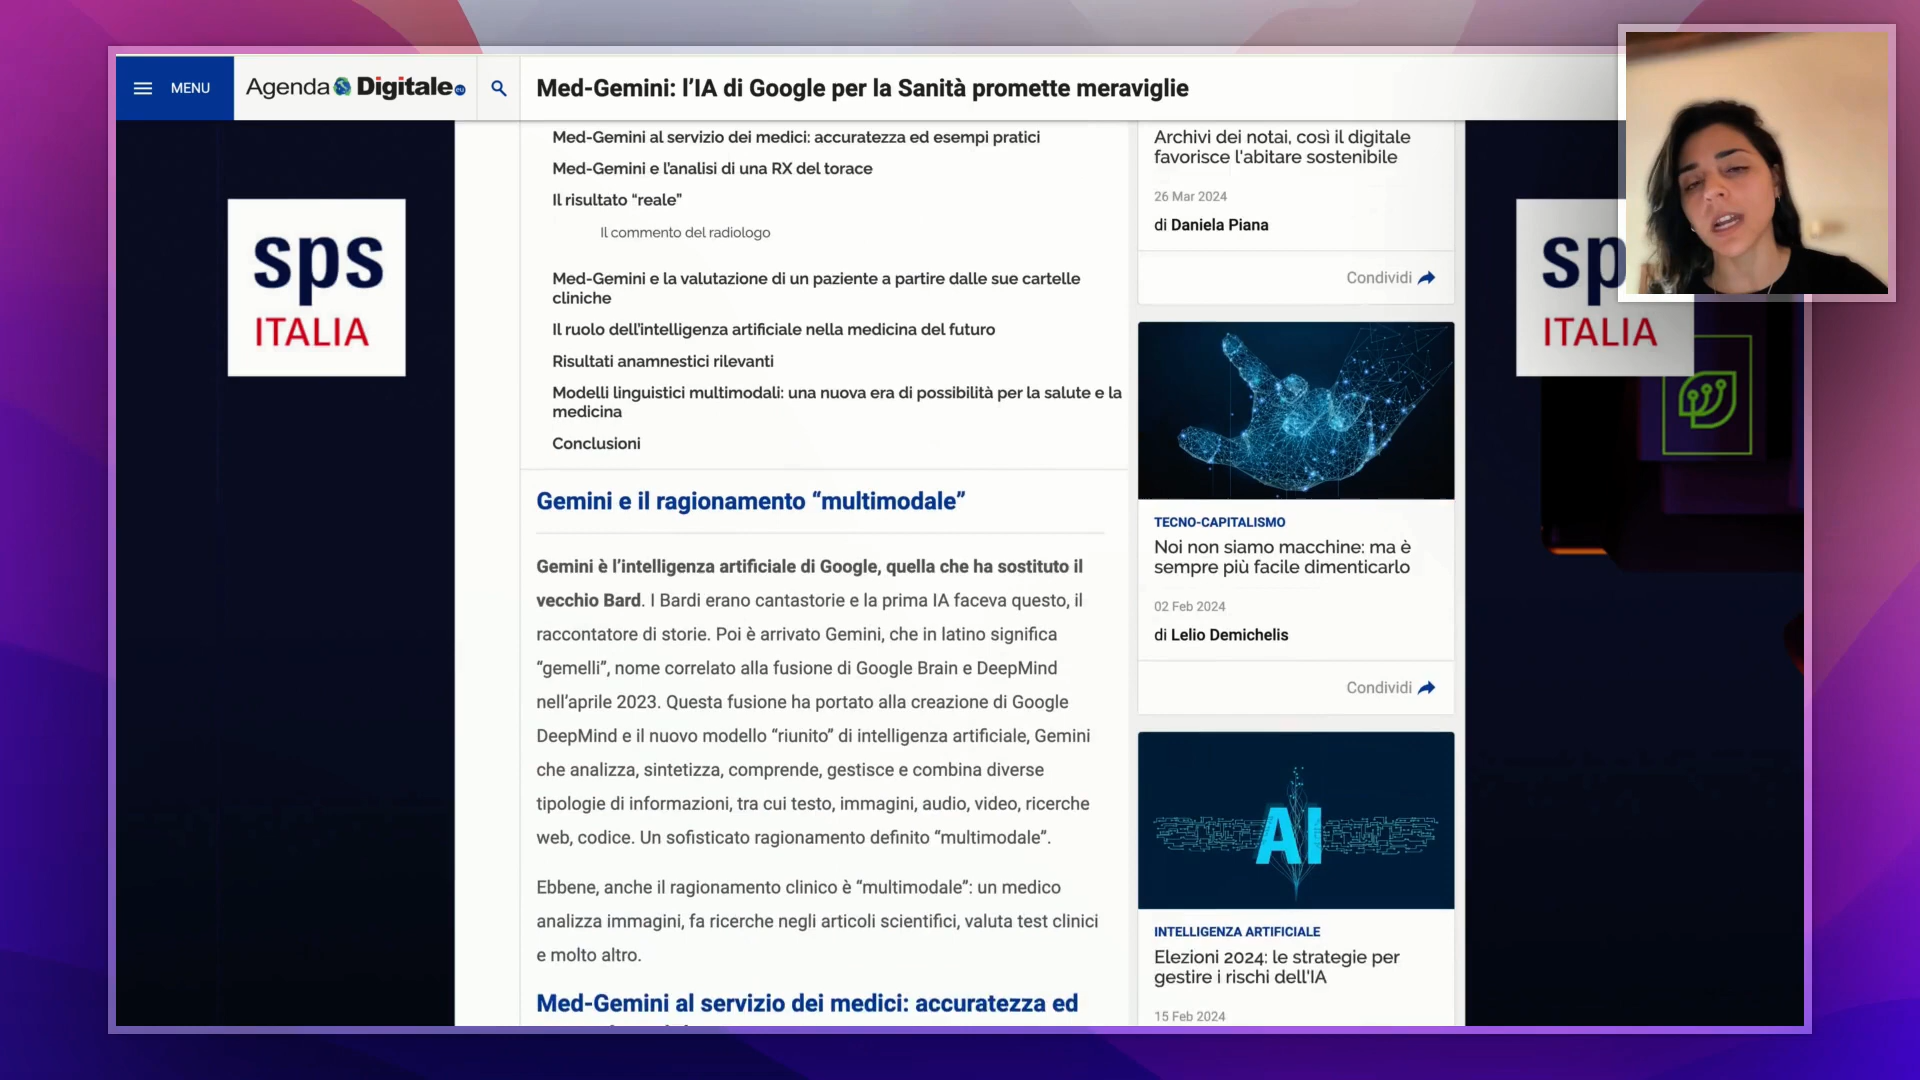 MENU
Agenda Digitale.eu
Med-Gemini: l’IA di Google per la Sanità promette meraviglie
sps
ITALIA
Med-Gemini al servizio dei medici: accuratezza ed esempi pratici
Med-Gemini e l’analisi di una RX del torace
Il risultato “reale”
Il commento del radiologo
Med-Gemini e la valutazione di un paziente a partire dalle sue cartelle
cliniche
Il ruolo dell’intelligenza artificiale nella medicina del futuro
Risultati anamnestici rilevanti
Modelli linguistici multimodali: una nuova era di possibilità per la salute e la
medicina
Conclusioni
Gemini e il ragionamento “multimodale”
Gemini è l’intelligenza artificiale di Google, quella che ha sostituito il
vecchio Bard. I Bardi erano cantastorie e la prima IA faceva questo, il
raccontatore di storie. Poi è arrivato Gemini, che in latino significa
“gemelli”, nome correlato alla fusione di Google Brain e DeepMind
nell’aprile 2023. Questa fusione ha portato alla creazione di Google
DeepMind e il nuovo modello “riunito” di intelligenza artificiale, Gemini
che analizza, sintetizza, comprende, gestisce e combina diverse
tipologie di informazioni, tra cui testo, immagini, audio, video, ricerche
web, codice. Un sofisticato ragionamento definito “multimodale”.
Ebbene, anche il ragionamento clinico è “multimodale”: un medico
analizza immagini, fa ricerche negli articoli scientifici, valuta test clinici
e molto altro.
Med-Gemini al servizio dei medici: accuratezza ed
Archivi dei notai, così il digitale
favorisce l'abitare sostenibile
26 Mar 2024
di Daniela Piana
Condividi
TECNO-CAPITALISMO
Noi non siamo macchine: ma è
sempre più facile dimenticarlo
02 Feb 2024
di Lelio Demichelis
Condividi
AI
INTELLIGENZA ARTIFICIALE
Elezioni 2024: le strategie per
gestire i rischi dell'IA
15 Feb 2024
sp
ITALIA